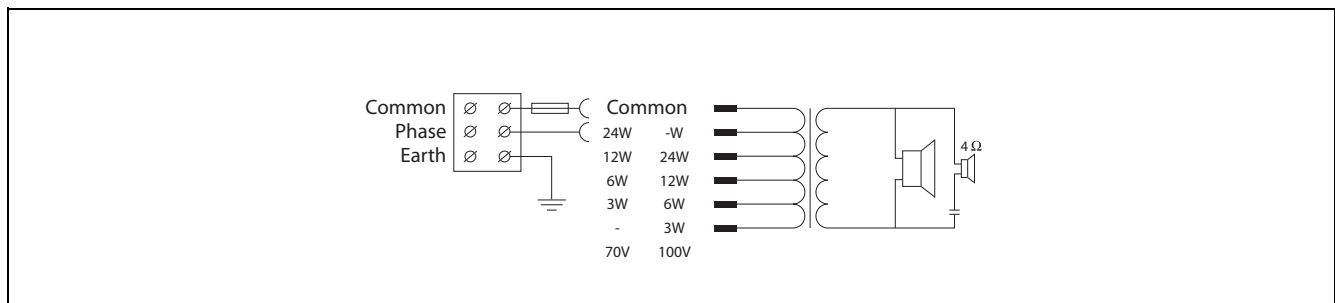 Common Common
Phase 24W -W
Earth 12W 24W
6W 12W
3W 6W
- 3W
70V 100V
4 Ω